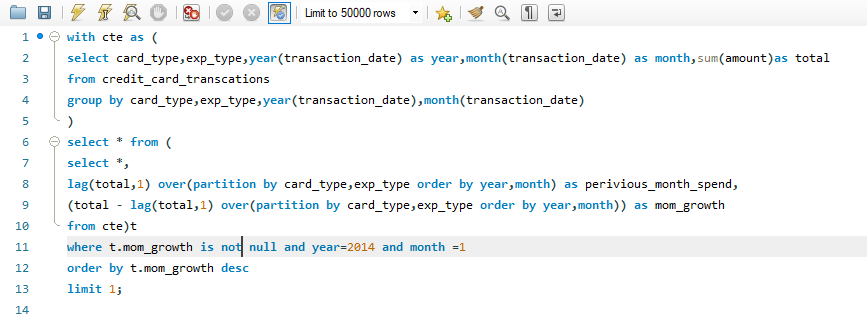 Limit to 50000 rows
1 with cte as (
2 select card_type,exp_type,year(transaction_date) as year,month(transaction_date) as month,sum(amount)as total
3 from credit_card_transcations
4 group by card_type,exp_type,year(transaction_date),month(transaction_date)
5 )
6 select * from (
7 select *,
8 lag(total,1) over(partition by card_type,exp_type order by year,month) as perivious_month_spend,
9 (total - lag(total,1) over(partition by card_type,exp_type order by year,month)) as mom_growth
10 from cte)t
11 where t.mom_growth is not null and year=2014 and month =1
12 order by t.mom_growth desc
13 limit 1;
14